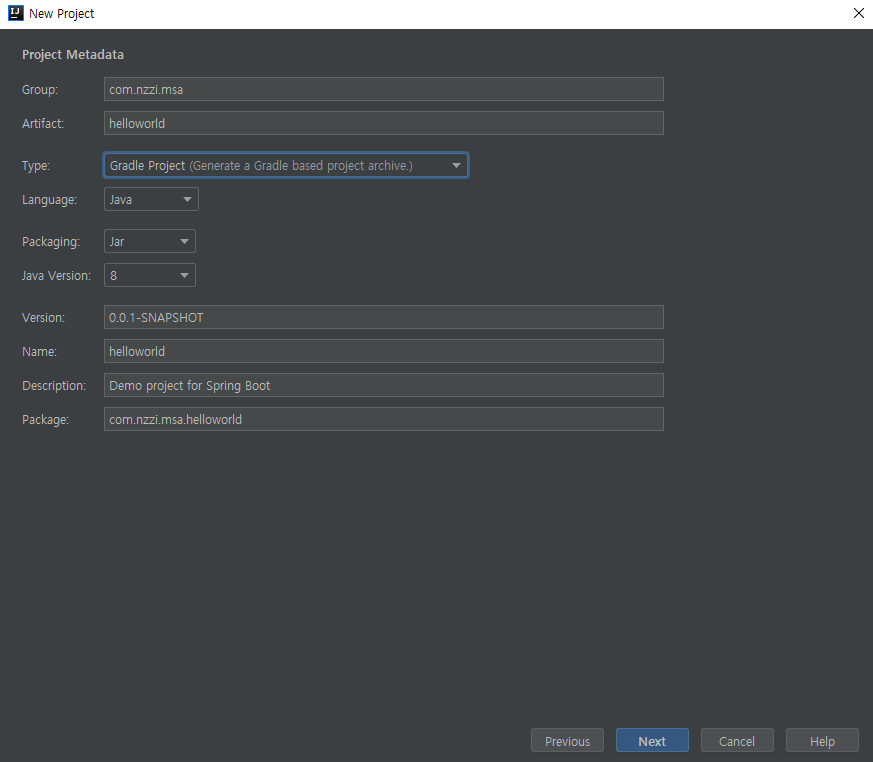 IJ New Project
Project Metadata
Group: com.nzzi.msa
Artifact: helloworld
Type: Gradle Project (Generate a Gradle based project archive.)
Language: Java
Packaging: Jar
Java Version: 8
Version: 0.0.1-SNAPSHOT
Name: helloworld
Description: Demo project for Spring Boot
Package: com.nzzi.msa.helloworld
Previous Next Cancel Help